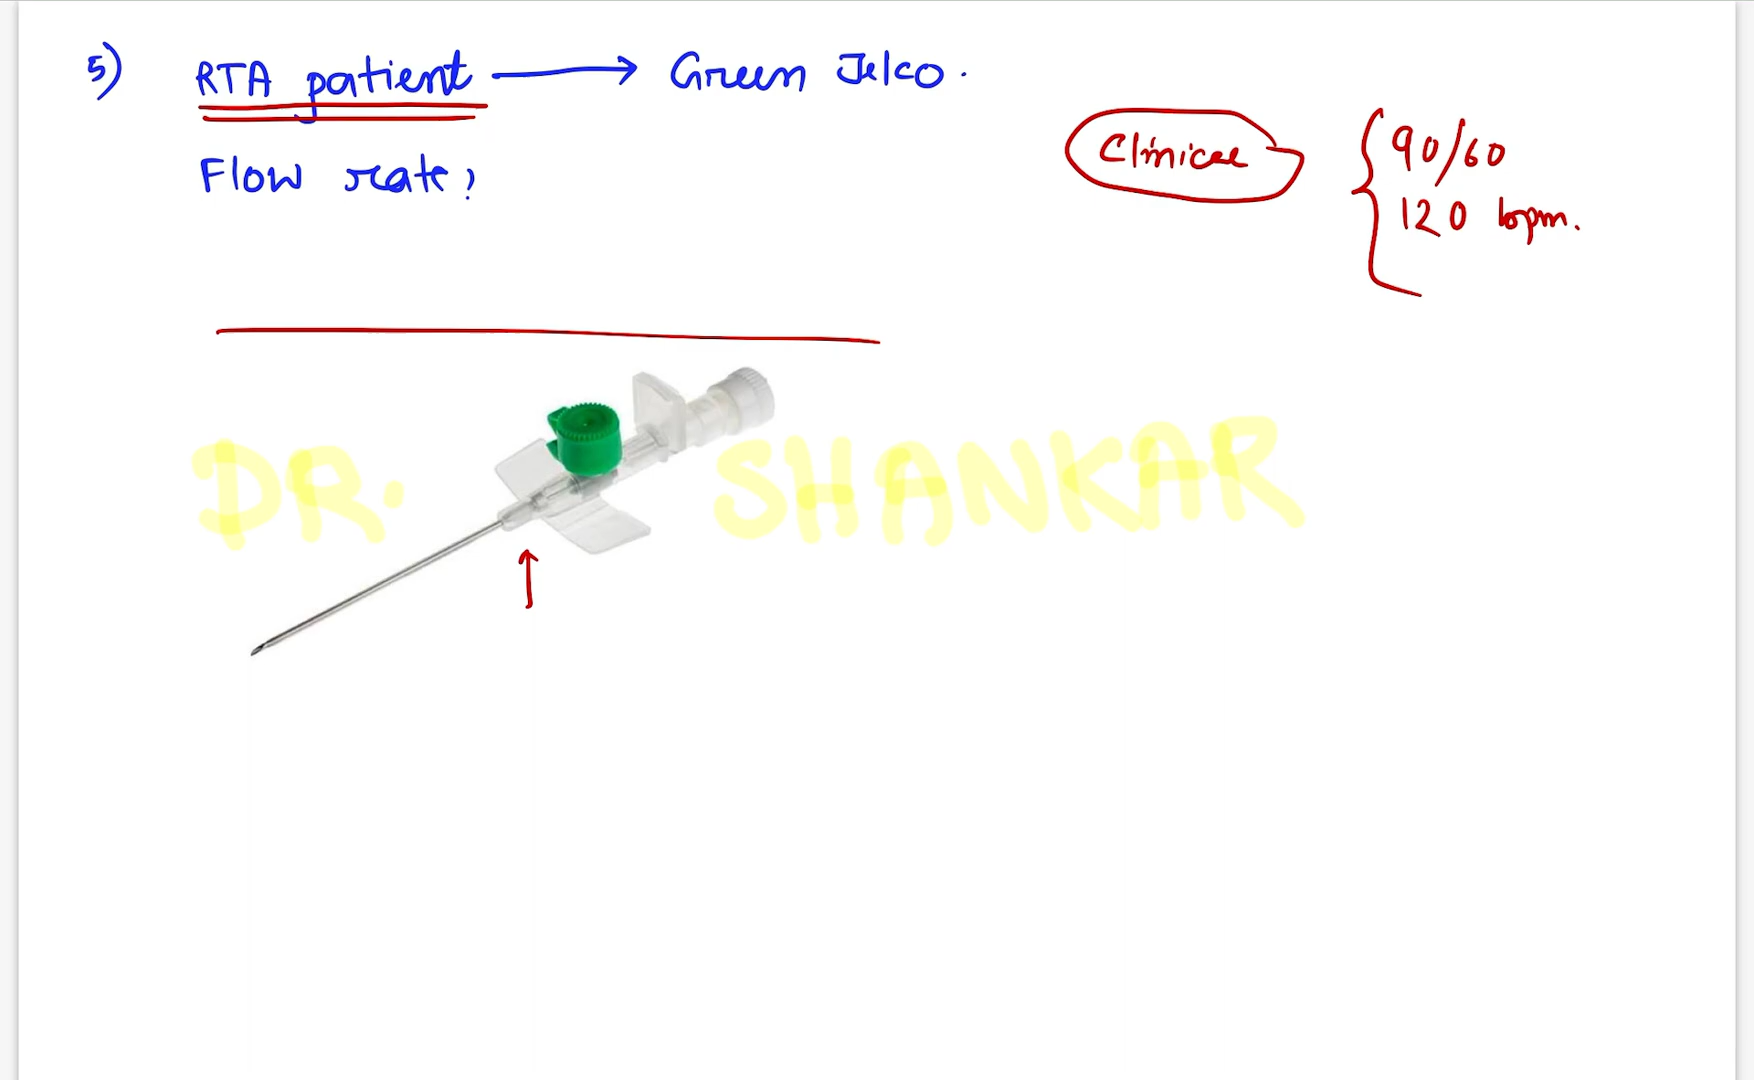 5) RTA patient → Green Jelco.
Flow rate?
Clinical
90/60
120 bpm.
DR. SHANKAR